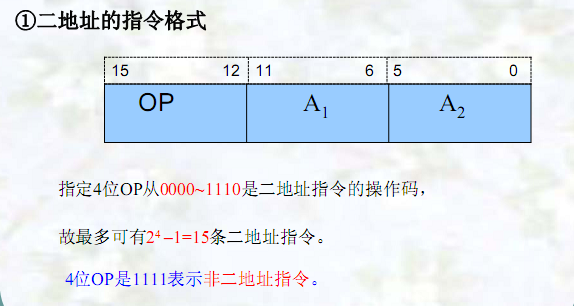 ①二地址的指令格式
15 12 11 6 5 0
OP A₁ A₂
指定4位OP从0000~1110是二地址指令的操作码，
故最多可有2⁴–1=15条二地址指令。
4位OP是1111表示非二地址指令。